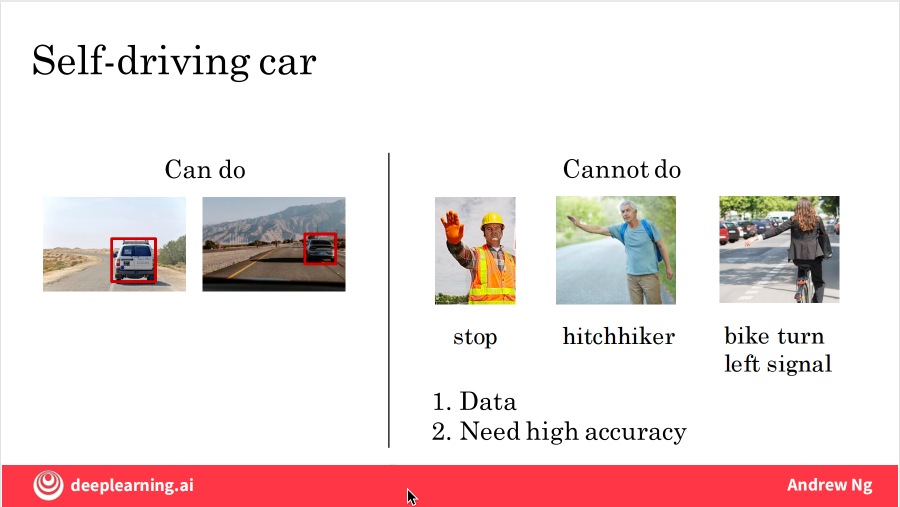 Self-driving car
Can do
Cannot do
stop
hitchhiker
bike turn
left signal
1. Data
2. Need high accuracy
deeplearning.ai
Andrew Ng